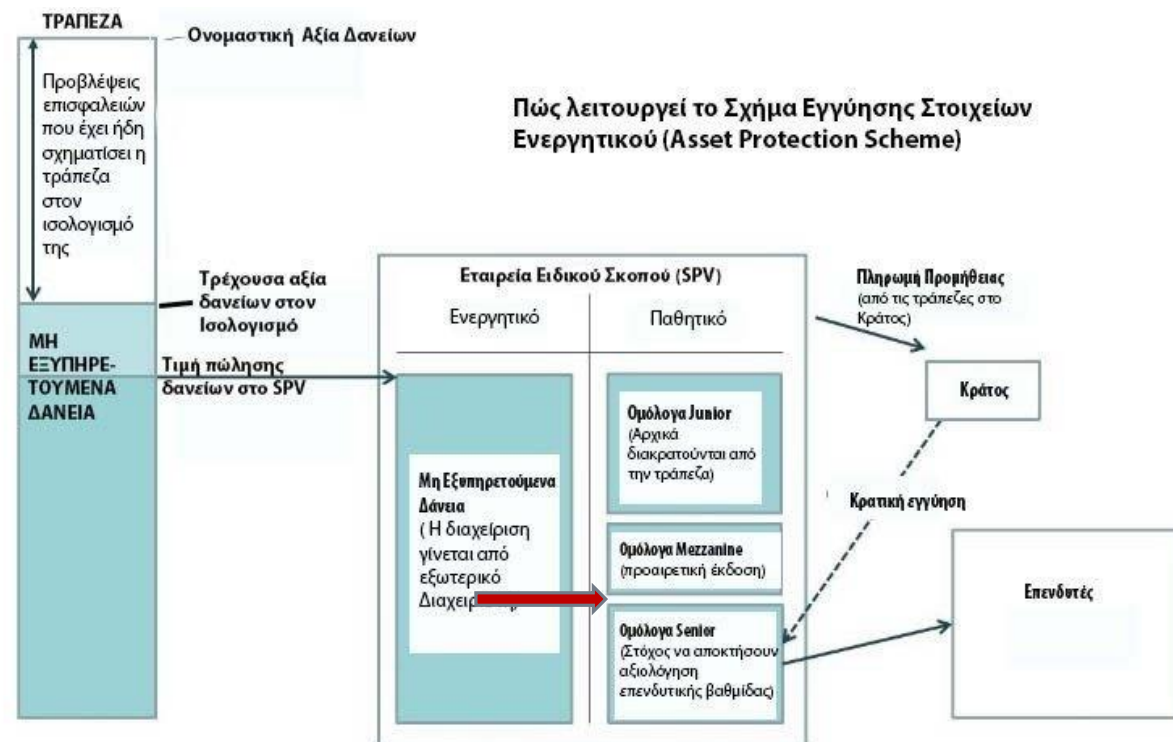 ΤΡΑΠΕΖΑ
Ονομαστική Αξία Δανείων
Προβλέψεις
επισφαλειών
που έχει ήδη
σχηματίσει η
τράπεζα
στον
ισολογισμό
της
Πώς λειτουργεί το Σχήμα Εγγύησης Στοιχείων
Ενεργητικού (Asset Protection Scheme)
Τρέχουσα αξία
δανείων στον
Ισολογισμό
ΜΗ
ΕΞΥΠΗΡΕ-
ΤΟΥΜΕΝΑ
ΔΑΝΕΙΑ
Τιμή πώλησης
δανείων στο SPV
Εταιρεία Ειδικού Σκοπού (SPV)
Ενεργητικό
Παθητικό
Μη Εξυπηρετούμενα
Δάνεια
( Η διαχείριση
γίνεται από
εξωτερικό
Ομόλογα Junior
(Αρχικά
διακρατούνται από
την τράπεζα)
Ομόλογα Mezzanine
(προαιρετική έκδοση)
Ομόλογα Senior
(Στόχος να αποκτήσουν
αξιολόγηση
επενδυτικής βαθμίδας)
Πληρωμή Προμήθειας
(από τις τράπεζες στο
Κράτος)
Κράτος
Κρατική εγγύηση
Επενδυτές